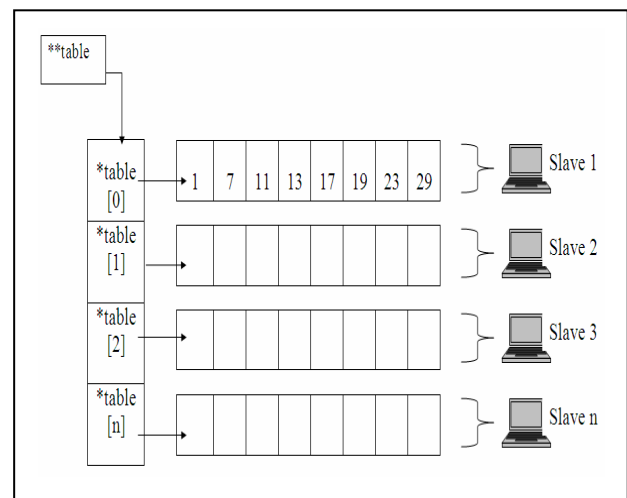 **table
*table
[0]
1 7 11 13 17 19 23 29
Slave 1
*table
[1]
Slave 2
*table
[2]
Slave 3
*table
[n]
Slave n